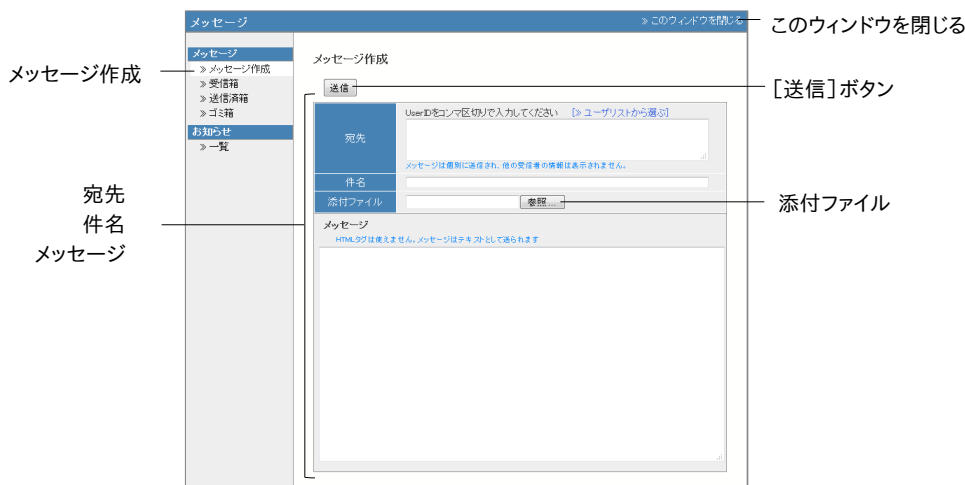 メッセージ
» このウィンドウを閉じる
このウィンドウを閉じる
メッセージ
» メッセージ作成
» 受信箱
» 送信済箱
» ゴミ箱
お知らせ
» 一覧
メッセージ作成
メッセージ作成
送信
[送信]ボタン
宛先
UserIDをコンマ区切りで入力してください [» ユーザリストから選ぶ]
メッセージは個別に送信され、他の受信者の情報は表示されません。
件名
添付ファイル
参照...
添付ファイル
宛先
件名
メッセージ
メッセージ
HTMLタグは使えません。メッセージはテキストとして送られます